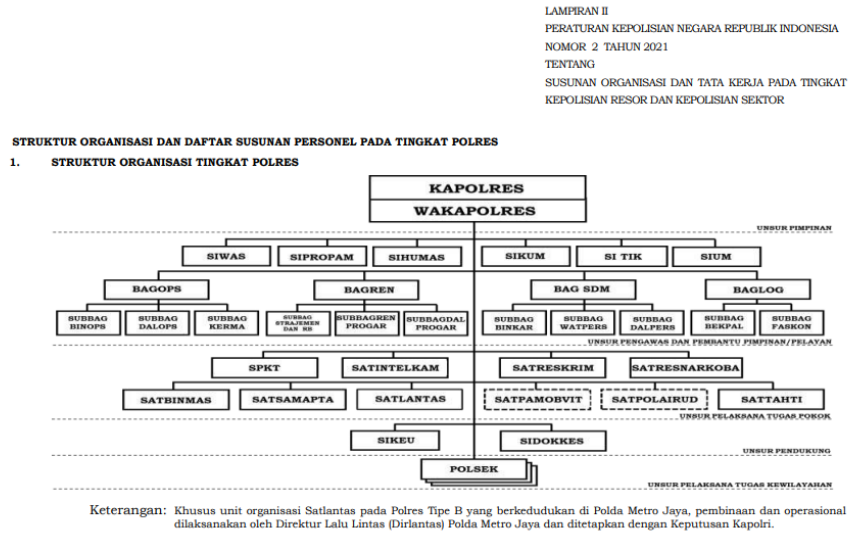 LAMPIRAN II
PERATURAN KEPOLISIAN NEGARA REPUBLIK INDONESIA
NOMOR 2 TAHUN 2021
TENTANG
SUSUNAN ORGANISASI DAN TATA KERJA PADA TINGKAT
KEPOLISIAN RESOR DAN KEPOLISIAN SEKTOR
STRUKTUR ORGANISASI DAN DAFTAR SUSUNAN PERSONEL PADA TINGKAT POLRES
1. STRUKTUR ORGANISASI TINGKAT POLRES
KAPOLRES
WAKAPOLRES
UNSUR PIMPINAN
SIWAS SIPROPAM SIHUMAS SIKUM SI TIK SIUM
BAGOPS BAGREN BAG SDM BAGLOG
SUBBAG BINOPS
SUBBAG DALOPS
SUBBAG KERMA
SUBBAG STRAJEMEN DAN RB
SUBBAGREN PROGAR
SUBBAGDAL PROGAR
SUBBAG BINKAR
SUBBAG WATPERS
SUBBAG DALPERS
SUBBAG BEKPAL
SUBBAG FASKON
UNSUR PENGAWAS DAN PEMBANTU PIMPINAN/PELAYAN
SPKT SATINTELKAM SATRESKRIM SATRESNARKOBA
SATBINMAS SATSAMAPTA SATLANTAS SATPAMOBVIT SATPOLAIRUD SATTAHTI
UNSUR PELAKSANA TUGAS POKOK
SIKEU SIDOKKES
UNSUR PENDUKUNG
POLSEK
UNSUR PELAKSANA TUGAS KEWILAYAHAN
Keterangan: Khusus unit organisasi Satlantas pada Polres Tipe B yang berkedudukan di Polda Metro Jaya, pembinaan dan operasional
dilaksanakan oleh Direktur Lalu Lintas (Dirlantas) Polda Metro Jaya dan ditetapkan dengan Keputusan Kapolri.